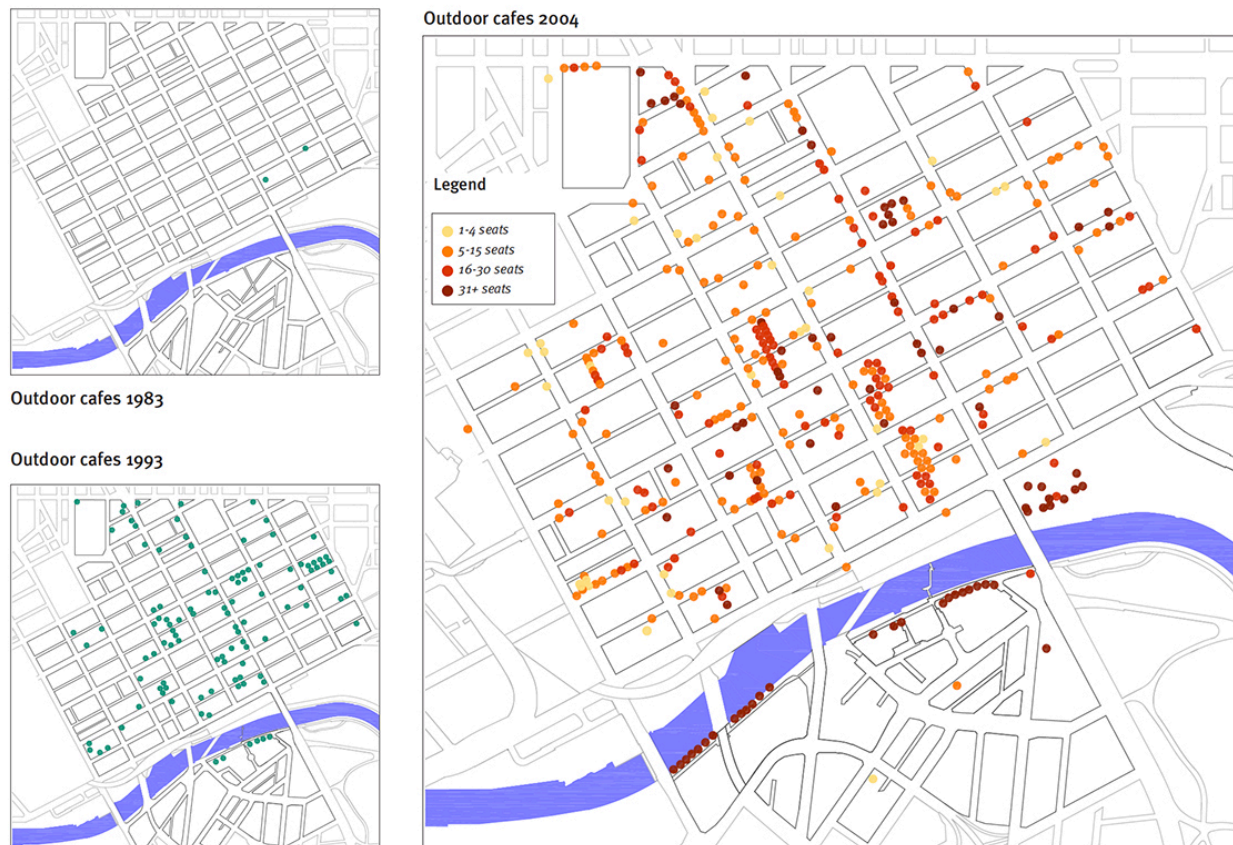 Outdoor cafes 1983
Outdoor cafes 1993
Outdoor cafes 2004
Legend
1-4 seats
5-15 seats
16-30 seats
31+ seats